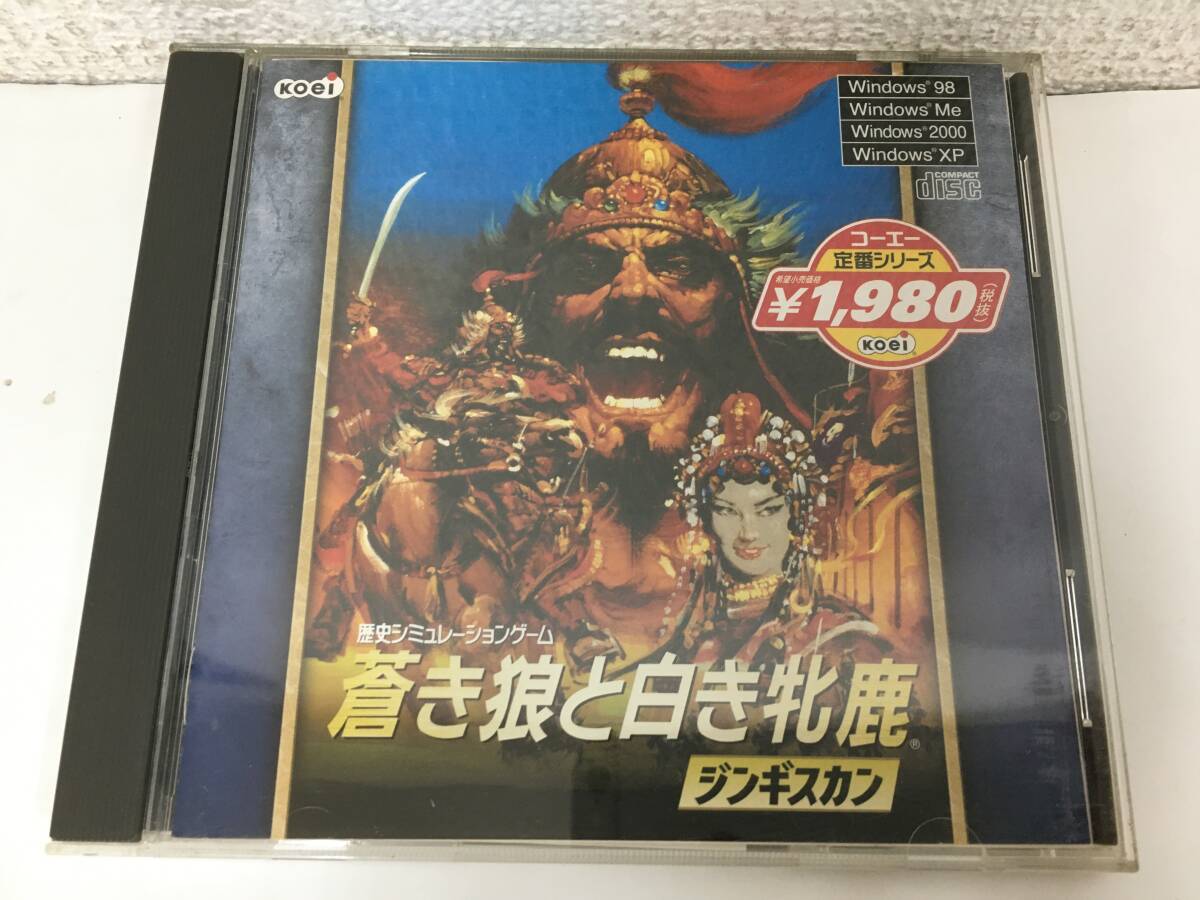 koei
Windows® 98
Windows® Me
Windows® 2000
Windows® XP
COMPACT
disc
コーエー
定番シリーズ
希望小売価格
¥1,980(税抜)
koei®
歴史シミュレーションゲーム
蒼き狼と白き牝鹿®
ジンギスカン